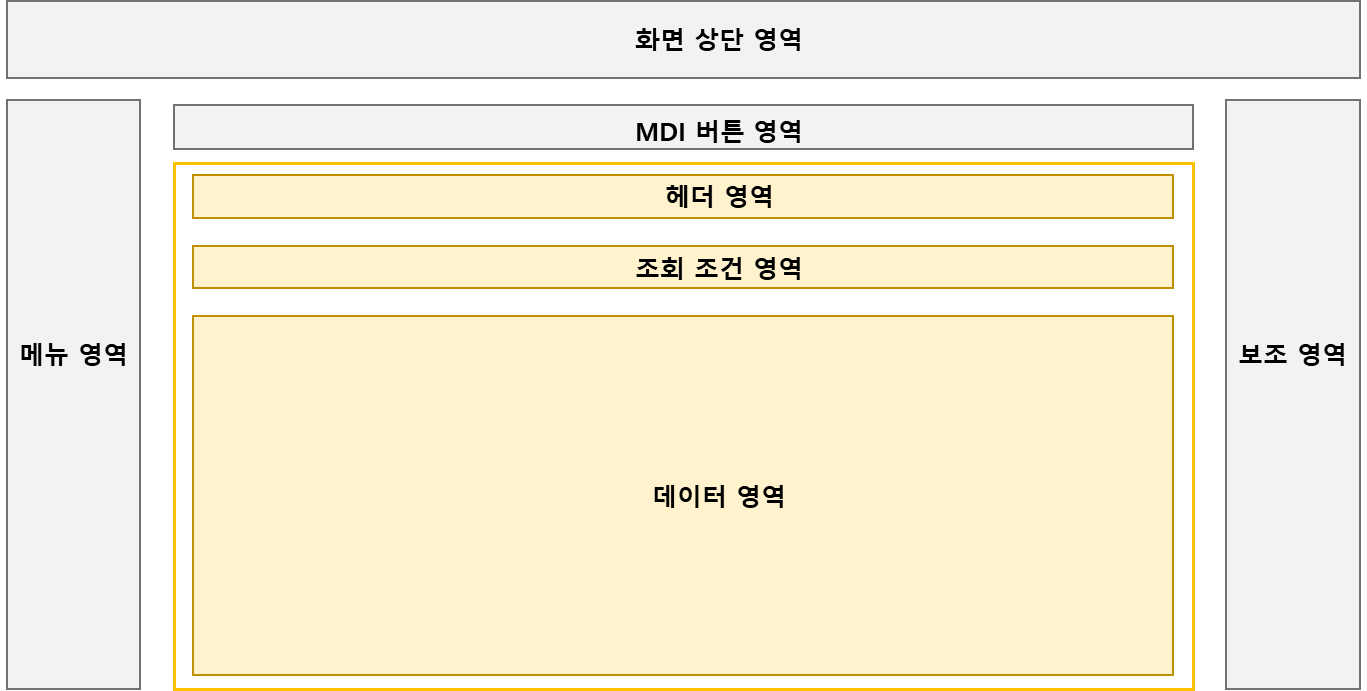 화면 상단 영역
MDI 버튼 영역
헤더 영역
조회 조건 영역
메뉴 영역
보조 영역
데이터 영역